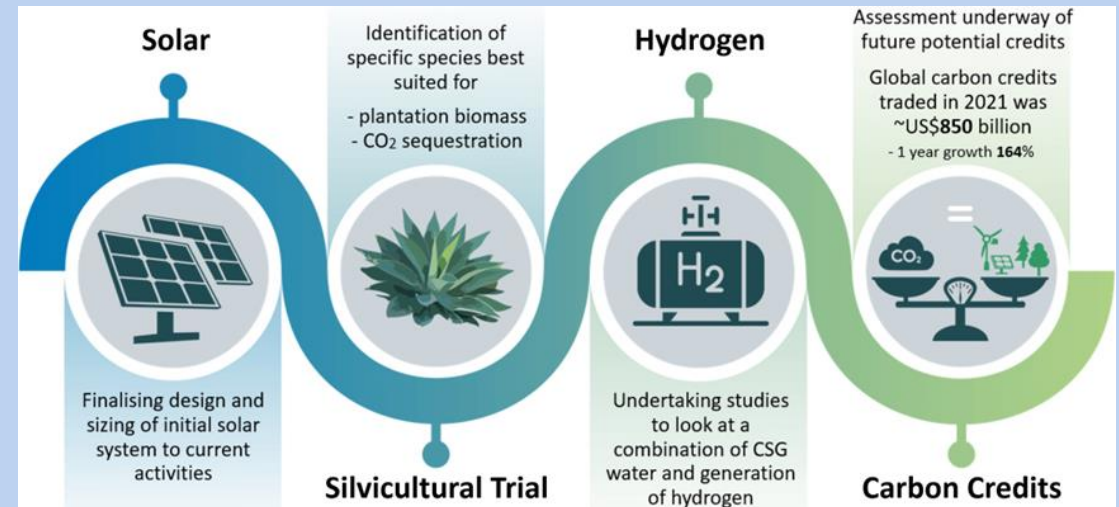 Solar
Finalising design and
sizing of initial solar
system to current
activities
Identification of
specific species best
suited for
- plantation biomass
- CO₂ sequestration
Silvicultural Trial
Hydrogen
H₂
Undertaking studies
to look at a
combination of CSG
water and generation
of hydrogen
Assessment underway of
future potential credits
Global carbon credits
traded in 2021 was
~US$850 billion
- 1 year growth 164%
=
CO₂
Carbon Credits